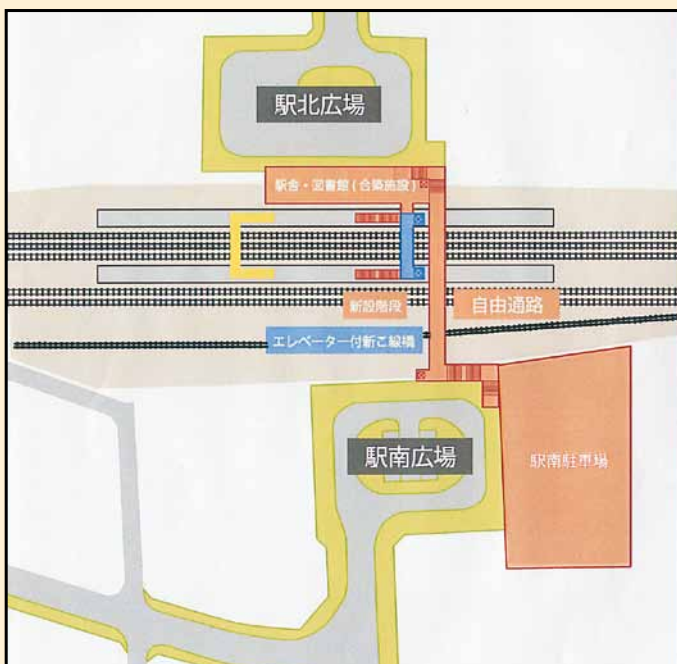 駅北広場
駅舎・図書館(合築施設)
新設階段
自由通路
エレベーター付新こ線橋
駅南広場
駅南駐車場